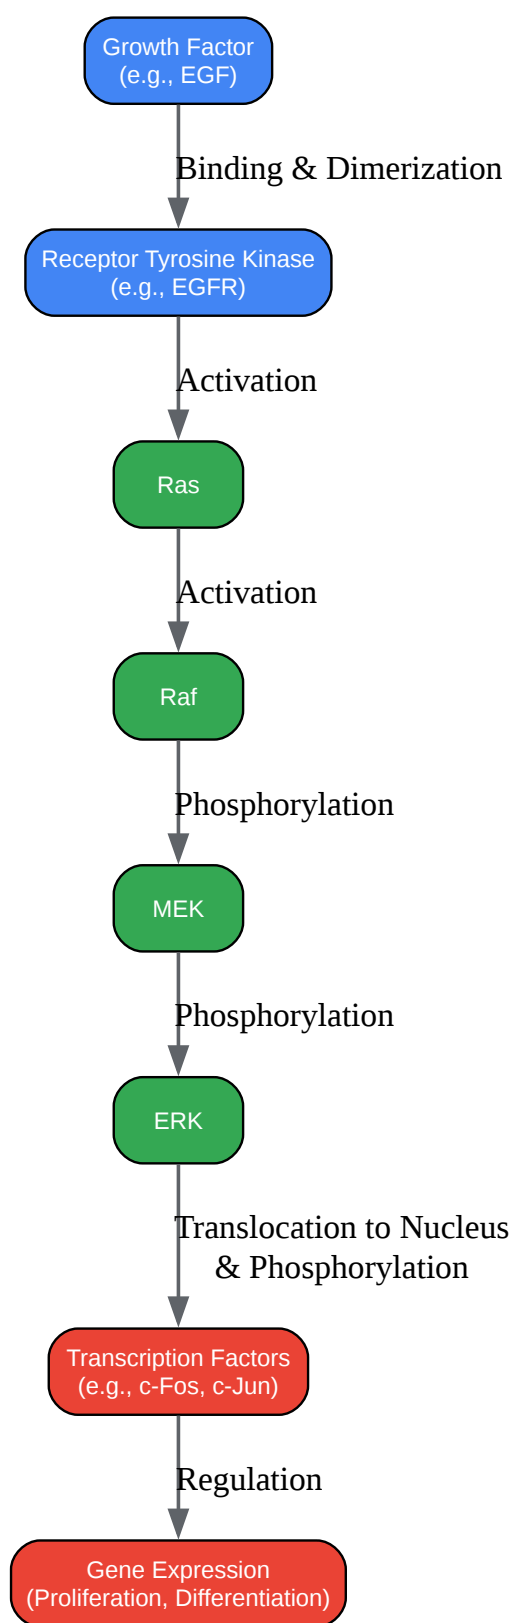 Growth Factor
(e.g., EGF)
Binding & Dimerization
Receptor Tyrosine Kinase
(e.g., EGFR)
Activation
Ras
Activation
Raf
Phosphorylation
MEK
Phosphorylation
ERK
Translocation to Nucleus
& Phosphorylation
Transcription Factors
(e.g., c-Fos, c-Jun)
Regulation
Gene Expression
(Proliferation, Differentiation)